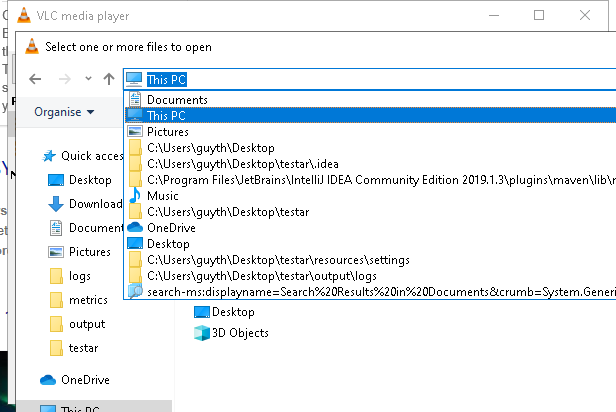 VLC media player
Select one or more files to open
This PC
Organise
Documents
This PC
Pictures
C:\Users\guyth\Desktop
C:\Users\guyth\Desktop\testar\.idea
C:\Program Files\JetBrains\IntelliJ IDEA Community Edition 2019.1.3\plugins\maven\lib\
Music
C:\Users\guyth\Desktop\testar
OneDrive
Desktop
C:\Users\guyth\Desktop\testar\resources\settings
C:\Users\guyth\Desktop\testar\output\logs
search-ms:displayname=Search%20Results%20in%20Documents&crumb=System.Generi
Quick acces
Desktop
Download
Document
Pictures
logs
metrics
output
testar
OneDrive
This PC
Desktop
3D Objects